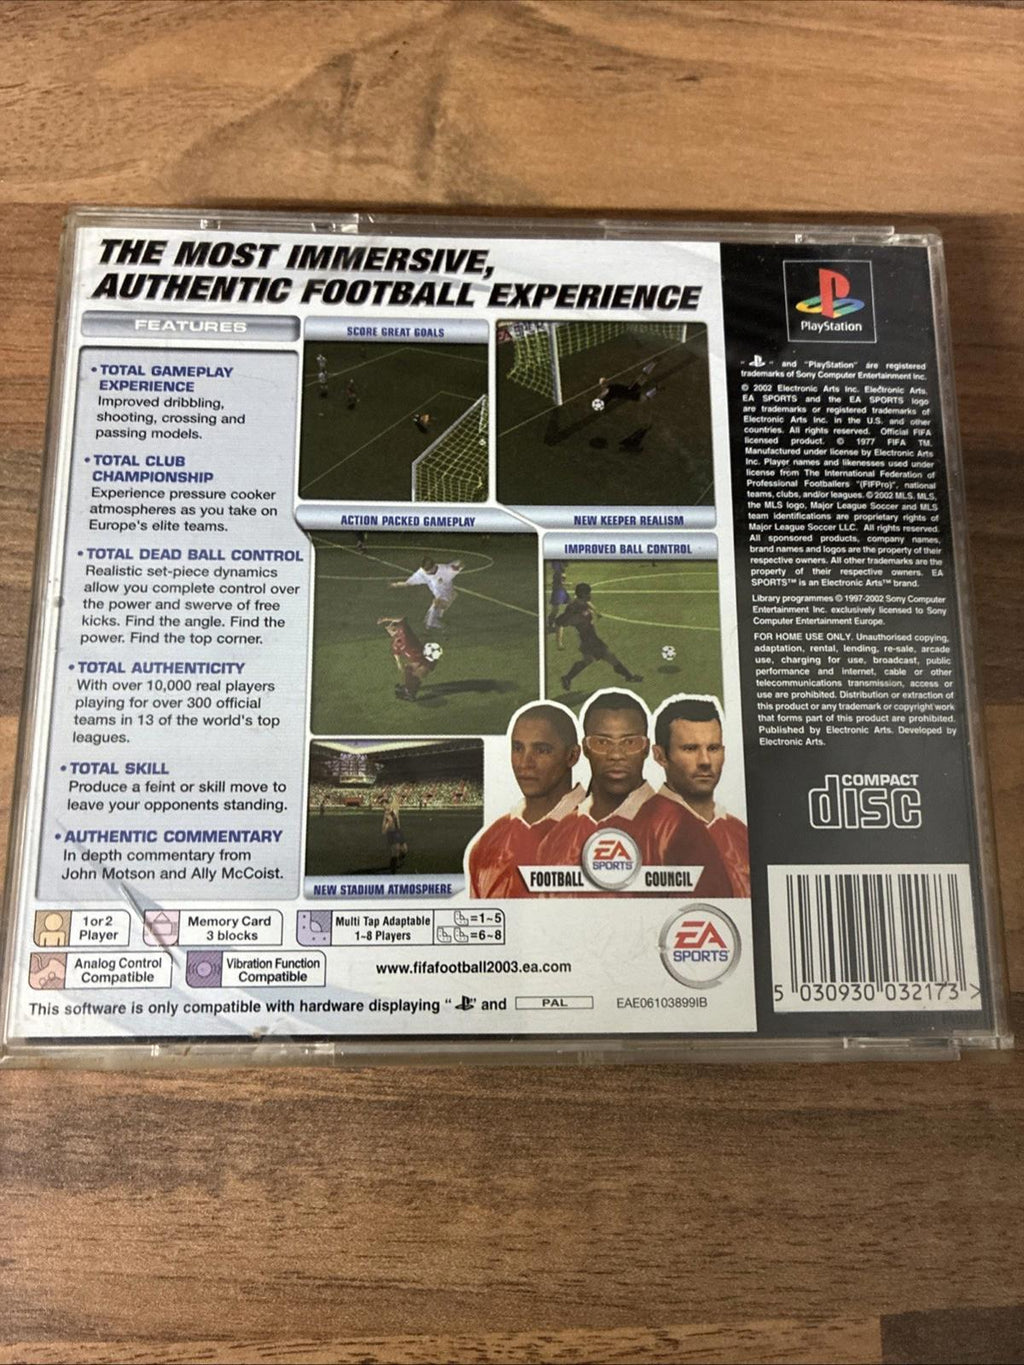 THE MOST IMMERSIVE,
AUTHENTIC FOOTBALL EXPERIENCE
FEATURES
• TOTAL GAMEPLAY
EXPERIENCE
Improved dribbling,
shooting, crossing and
passing models.
• TOTAL CLUB
CHAMPIONSHIP
Experience pressure cooker
atmospheres as you take on
Europe's elite teams.
• TOTAL DEAD BALL CONTROL
Realistic set-piece dynamics
allow you complete control over
the power and swerve of free
kicks. Find the angle. Find the
power. Find the top corner.
• TOTAL AUTHENTICITY
With over 10,000 real players
playing for over 300 official
teams in 13 of the world's top
leagues.
• TOTAL SKILL
Produce a feint or skill move to
leave your opponents standing.
• AUTHENTIC COMMENTARY
In depth commentary from
John Motson and Ally McCoist.
SCORE GREAT GOALS
ACTION PACKED GAMEPLAY
NEW KEEPER REALISM
IMPROVED BALL CONTROL
NEW STADIUM ATMOSPHERE
FOOTBALL
EA
SPORTS
COUNCIL
1 or 2
Player
Memory Card
3 blocks
Multi Tap Adaptable
1~8 Players
=1~5
=6~8
Analog Control
Compatible
Vibration Function
Compatible
www.fifafootball2003.ea.com
EA
SPORTS
This software is only compatible with hardware displaying " " and PAL
EAE06103899IB
PlayStation
" " and "PlayStation" are registered
trademarks of Sony Computer Entertainment Inc.
© 2002 Electronic Arts Inc. Electronic Arts,
EA SPORTS and the EA SPORTS logo
are trademarks or registered trademarks of
Electronic Arts Inc. in the U.S. and other
countries. All rights reserved. Official FIFA
licensed product. © 1977 FIFA TM.
Manufactured under license by Electronic Arts
Inc. Player names and likenesses used under
license from The International Federation of
Professional Footballers "(FIFPro)", national
teams, clubs, and/or leagues. © 2002 MLS. MLS,
the MLS logo, Major League Soccer and MLS
team identifications are proprietary rights of
Major League Soccer LLC. All rights reserved.
All sponsored products, company names,
brand names and logos are the property of their
respective owners. All other trademarks are the
property of their respective owners. EA
SPORTS™ is an Electronic Arts™ brand.
Library programmes © 1997-2002 Sony Computer
Entertainment Inc. exclusively licensed to Sony
Computer Entertainment Europe.
FOR HOME USE ONLY. Unauthorised copying,
adaptation, rental, lending, re-sale, arcade
use, charging for use, broadcast, public
performance and internet, cable or other
telecommunications transmission, access or
use are prohibited. Distribution or extraction of
this product or any trademark or copyright work
that forms part of this product are prohibited.
Published by Electronic Arts. Developed by
Electronic Arts.
COMPACT
disc
5 030930 032173 >